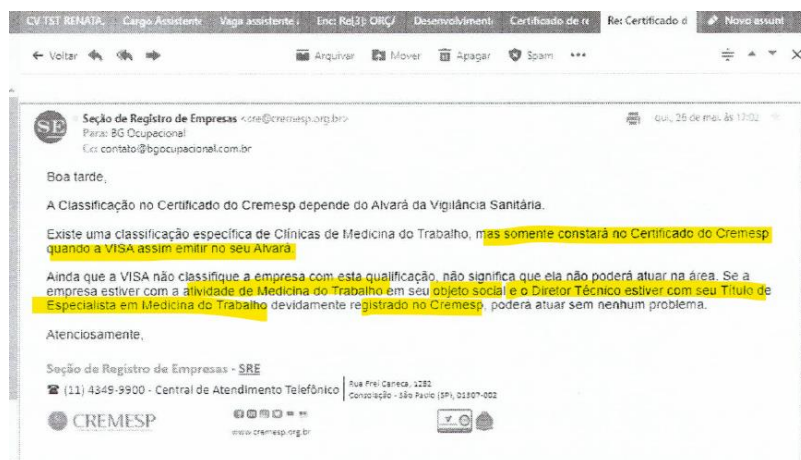 CV TST RENATA. Cargo Assistente Vaga assistente Enc: Re[3]: ORÇA Desenvolvimento Certificado de re Re: Certificado d Novo assunt
Voltar Arquivar Mover Apagar Spam
SE Seção de Registro de Empresas <sre@cremesp.org.br> qui., 26 de mai. às 17:02
Para: BG Ocupacional
Cc: contato@bgocupacional.com.br
Boa tarde,
A Classificação no Certificado do Cremesp depende do Alvará da Vigilância Sanitária.
Existe uma classificação específica de Clínicas de Medicina do Trabalho, mas somente constará no Certificado do Cremesp
quando a VISA assim emitir no seu Alvará.
Ainda que a VISA não classifique a empresa com esta qualificação, não significa que ela não poderá atuar na área. Se a
empresa estiver com a atividade de Medicina do Trabalho em seu objeto social e o Diretor Técnico estiver com seu Título de
Especialista em Medicina do Trabalho devidamente registrado no Cremesp, poderá atuar sem nenhum problema.
Atenciosamente,
Seção de Registro de Empresas - SRE
(11) 4349-9900 - Central de Atendimento Telefônico
Rua Frei Caneca, 1282
Consolação - São Paulo (SP), 01307-002
CREMESP
www.cremesp.org.br